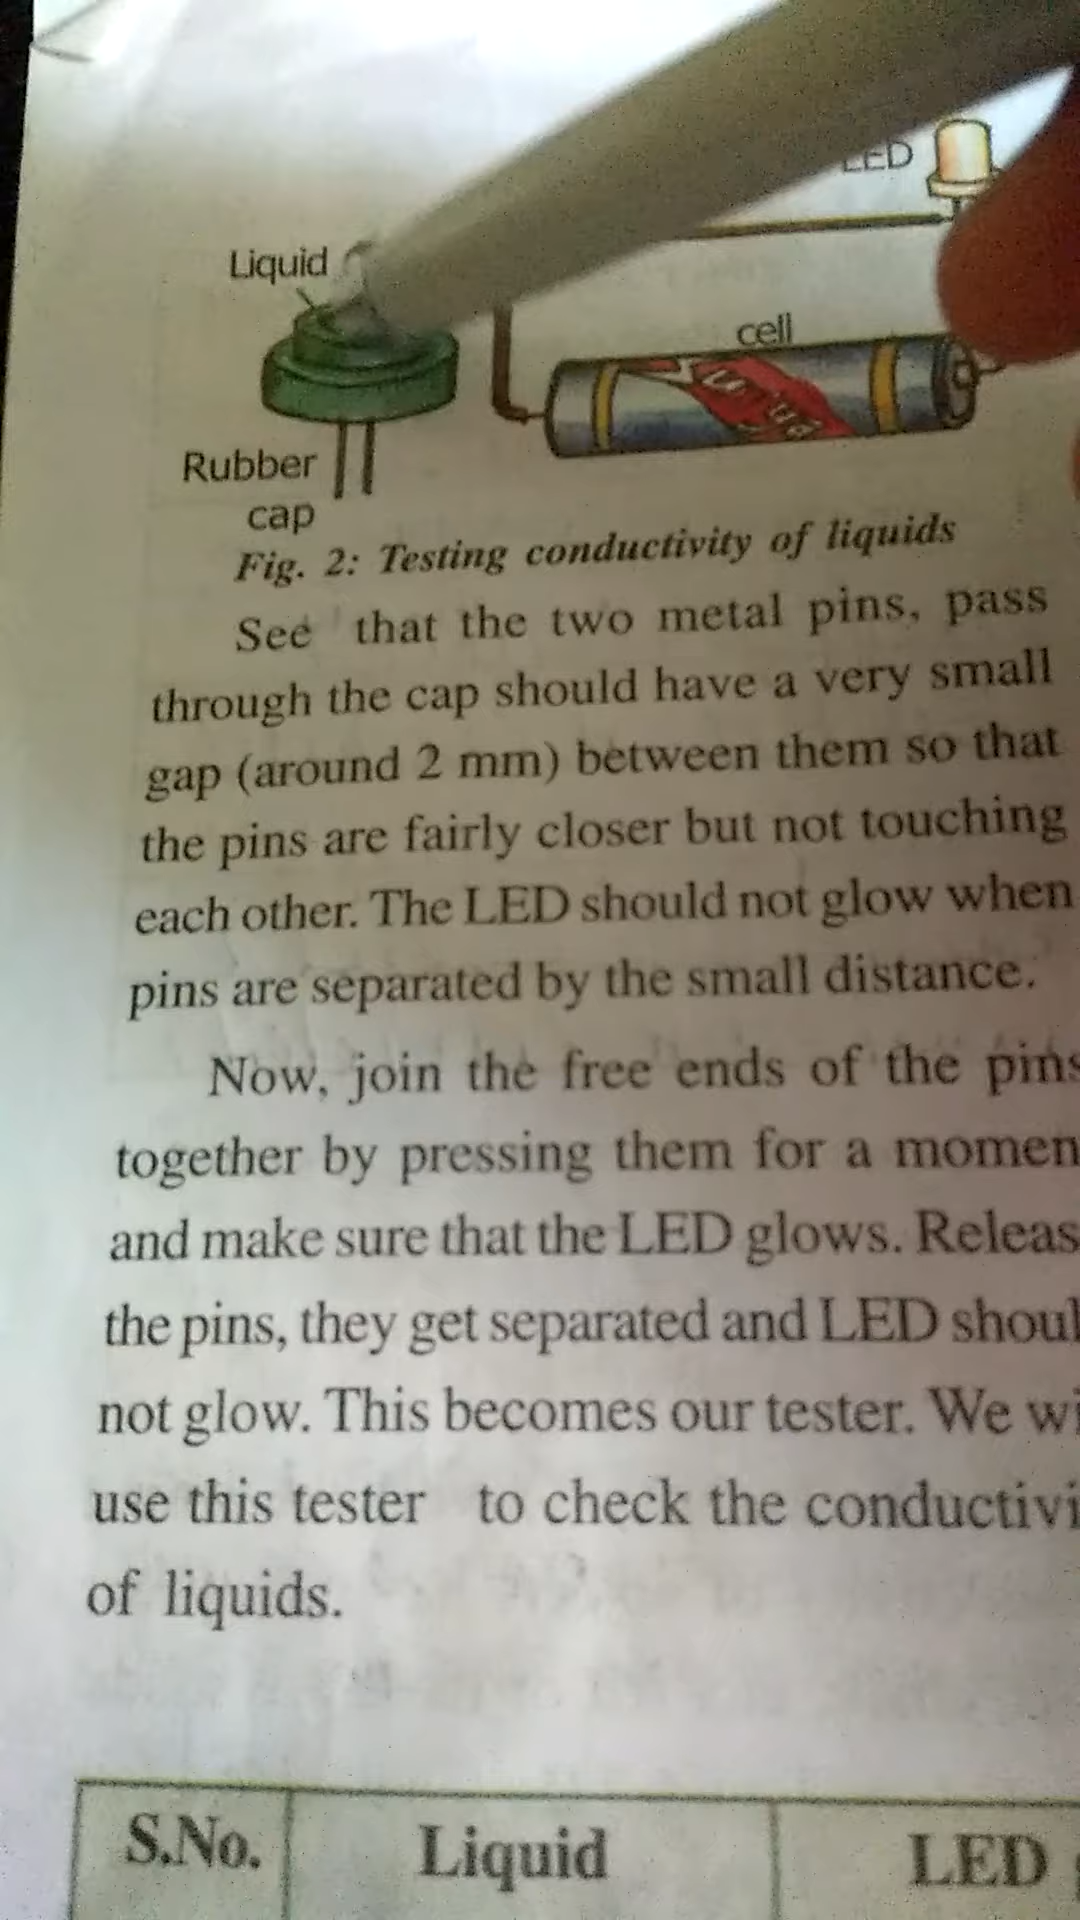 LED
Liquid
cell
Rubber
cap
Fig. 2: Testing conductivity of liquids
See that the two metal pins, pass
through the cap should have a very small
gap (around 2 mm) between them so that
the pins are fairly closer but not touching
each other. The LED should not glow when
pins are separated by the small distance.
Now, join the free ends of the pins
together by pressing them for a momen
and make sure that the LED glows. Releas
the pins, they get separated and LED shoul
not glow. This becomes our tester. We wi
use this tester to check the conductivi
of liquids.
S.No. Liquid LED